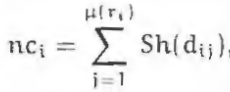 nc_i = \sum_{j=1}^{\mu(r_i)} Sh(d_{ij}),